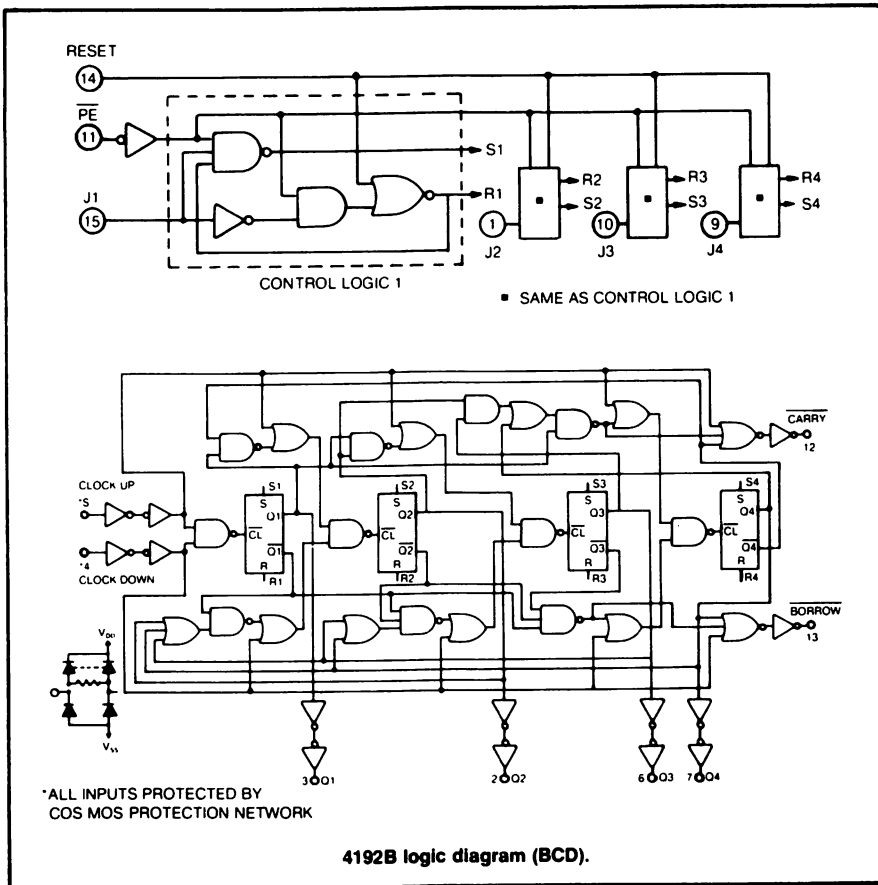 RESET
14
PE
11
J1
15
S1
R1
CONTROL LOGIC 1
R2
S2
1
J2
R3
S3
10
J3
R4
S4
9
J4
■ SAME AS CONTROL LOGIC 1
CARRY
12
CLOCK UP
*S
*4
CLOCK DOWN
S1
S
Q1
CL
Q1
R
R1
S2
S
Q2
CL
Q2
R
R2
S3
S
Q3
CL
Q3
R
R3
S4
S
Q4
CL
Q4
R
R4
BORROW
13
VDD
VSS
3 Q1
2 Q2
6 Q3
7 Q4
*ALL INPUTS PROTECTED BY
COS MOS PROTECTION NETWORK
4192B logic diagram (BCD).